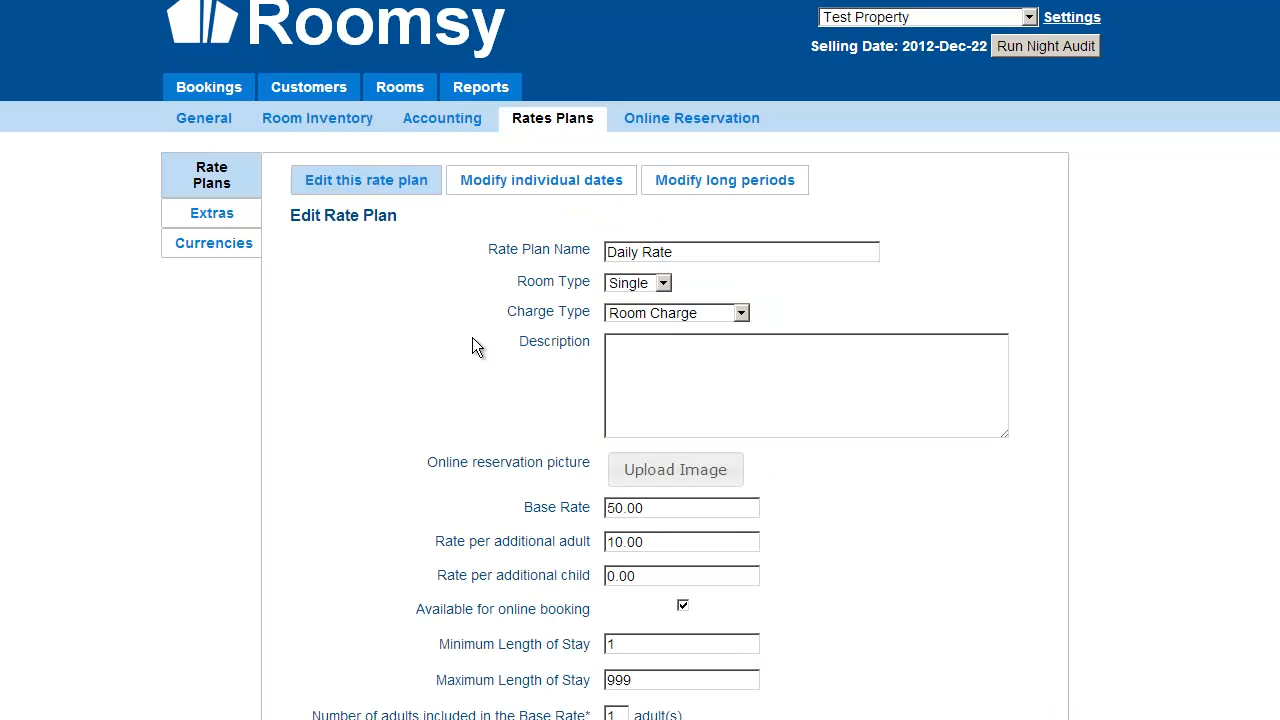 Roomsy
Test Property Settings
Selling Date: 2012-Dec-22 Run Night Audit
Bookings Customers Rooms Reports
General Room Inventory Accounting Rates Plans Online Reservation
Rate
Plans
Extras
Currencies
Edit this rate plan Modify individual dates Modify long periods
Edit Rate Plan
Rate Plan Name Daily Rate
Room Type Single
Charge Type Room Charge
Description
Online reservation picture Upload Image
Base Rate 50.00
Rate per additional adult 10.00
Rate per additional child 0.00
Available for online booking
Minimum Length of Stay 1
Maximum Length of Stay 999
Number of adults included in the Base Rate* 1 adult(s)